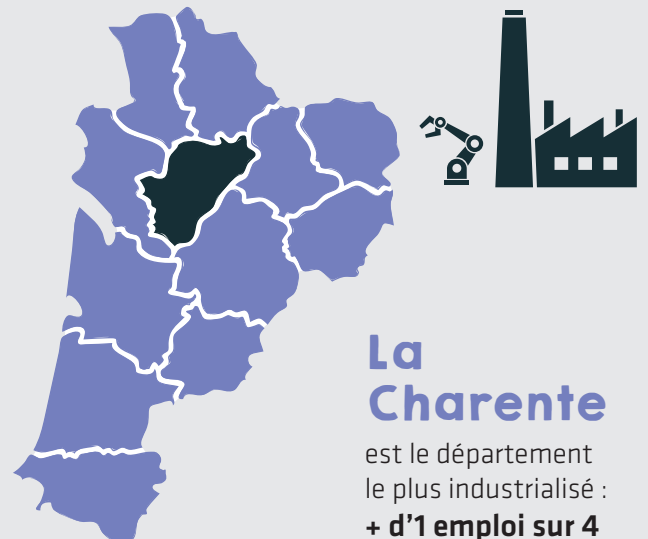 La
Charente
est le département
le plus industrialisé :
+ d'1 emploi sur 4